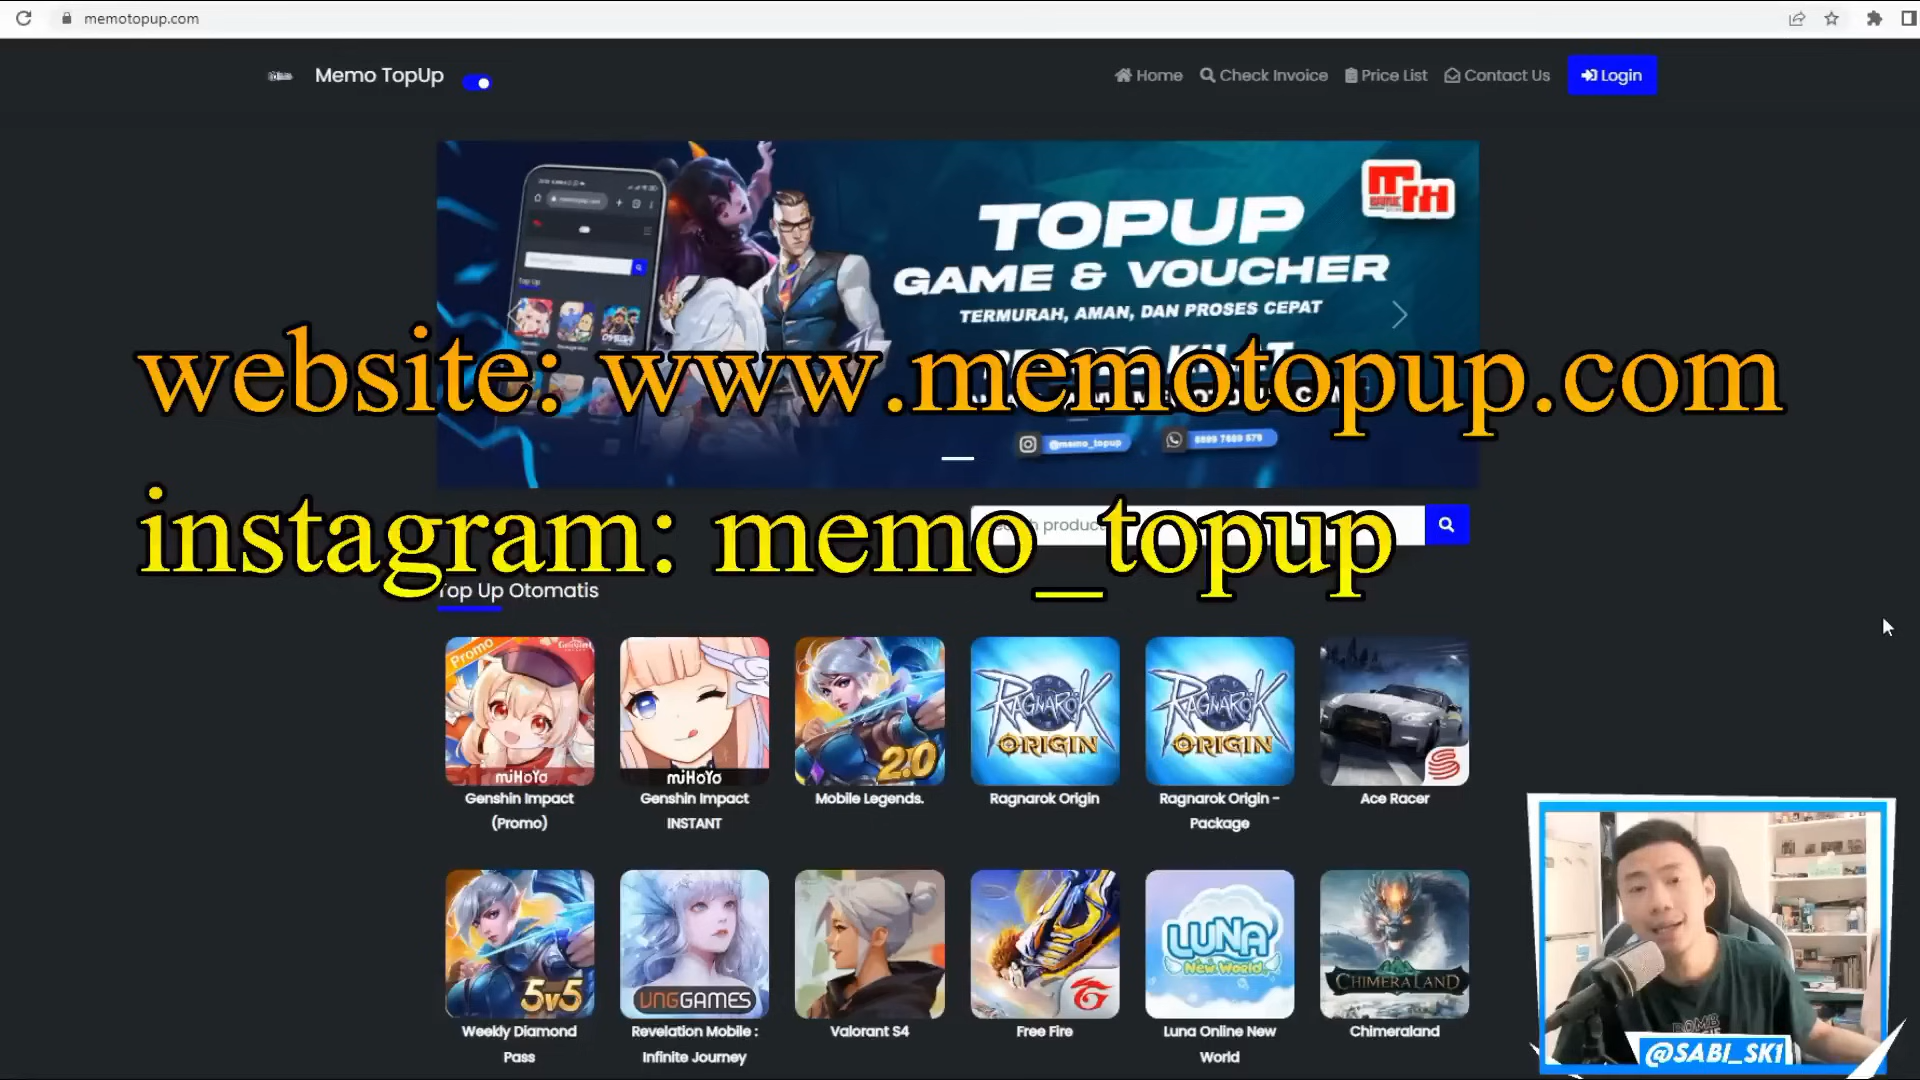 memotopup.com
Memo TopUp
Home
Check Invoice
Price List
Contact Us
Login
TOPUP
GAME & VOUCHER
TERMURAH, AMAN, DAN PROSES CEPAT
website: www.memotopup.com
@memo_topup
instagram: memo_topup
Top Up Otomatis
Promo
miHoYo
miHoYo
2.0
RAGNAROK
ORIGIN
RAGNAROK
ORIGIN
Genshin Impact
(Promo)
Genshin Impact
INSTANT
Mobile Legends.
Ragnarok Origin
Ragnarok Origin -
Package
Ace Racer
5v5
VNGGAMES
LUNA
New World
CHIMERALAND
Weekly Diamond
Pass
Revelation Mobile :
Infinite Journey
Valorant S4
Free Fire
Luna Online New
World
Chimeraland
@SABI_SK1